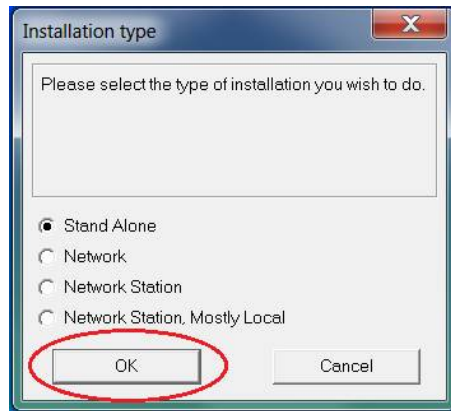 Installation type
Please select the type of installation you wish to do.
Stand Alone
Network
Network Station
Network Station, Mostly Local
OK Cancel